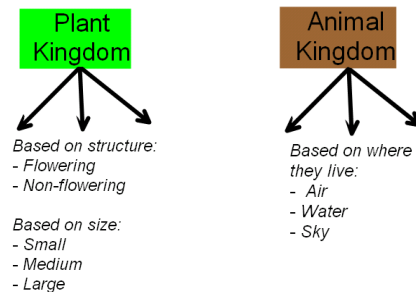 Plant
Kingdom
Based on structure:
- Flowering
- Non-flowering
Based on size:
- Small
- Medium
- Large
Animal
Kingdom
Based on where
they live:
- Air
- Water
- Sky